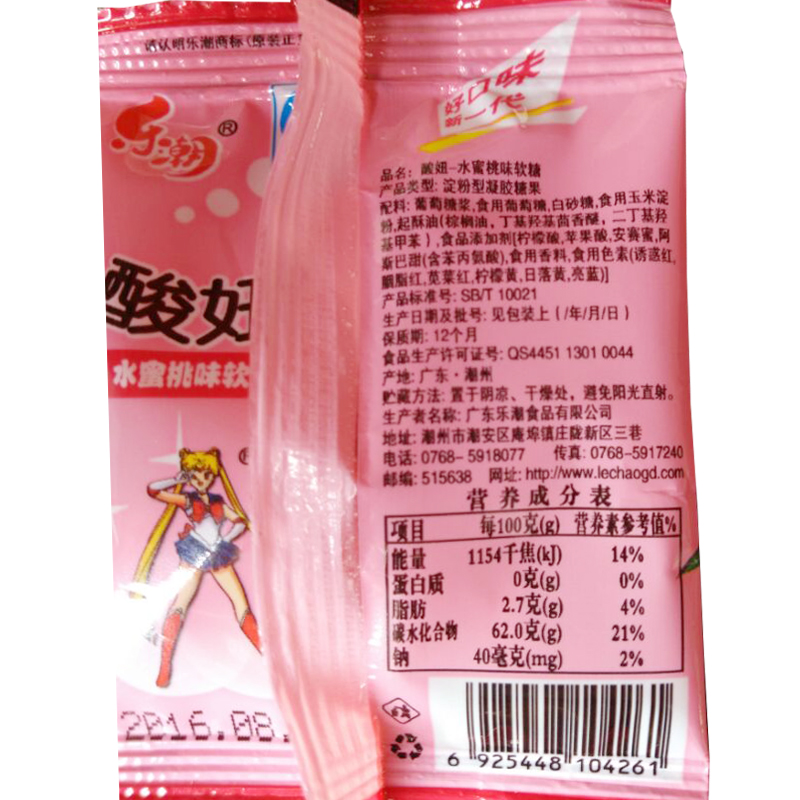 请认明乐潮商标(原装正
乐潮®
酸妞
水蜜桃味软
2016.08.
好口味
新一代
品名: 酸妞-水蜜桃味软糖
产品类型: 淀粉型凝胶糖果
配料: 葡萄糖浆,食用葡萄糖,白砂糖,食用玉米淀
粉,起酥油(棕榈油, 丁基羟基茴香醚, 二丁基羟
基甲苯), 食品添加剂[柠檬酸,苹果酸,安赛蜜,阿
斯巴甜(含苯丙氨酸),食用香料,食用色素(诱惑红,
胭脂红,苋菜红,柠檬黄,日落黄,亮蓝)]
产品标准号: SB/T 10021
生产日期及批号: 见包装上 (/年/月/日)
保质期: 12个月
食品生产许可证号: QS4451 1301 0044
产地: 广东·潮州
贮藏方法: 置于阴凉、干燥处, 避免阳光直射。
生产者名称: 广东乐潮食品有限公司
地址: 潮州市潮安区庵埠镇庄陇新区三巷
电话: 0768- 5918077 传真: 0768-5917240
邮编: 515638 网址: http://www.lechaogd.com
营养成分表
项目 每100克(g) 营养素参考值%
能量 1154千焦(kJ) 14%
蛋白质 0克(g) 0%
脂肪 2.7克(g) 4%
碳水化合物 62.0克(g) 21%
钠 40毫克(mg) 2%
6 925448 104261